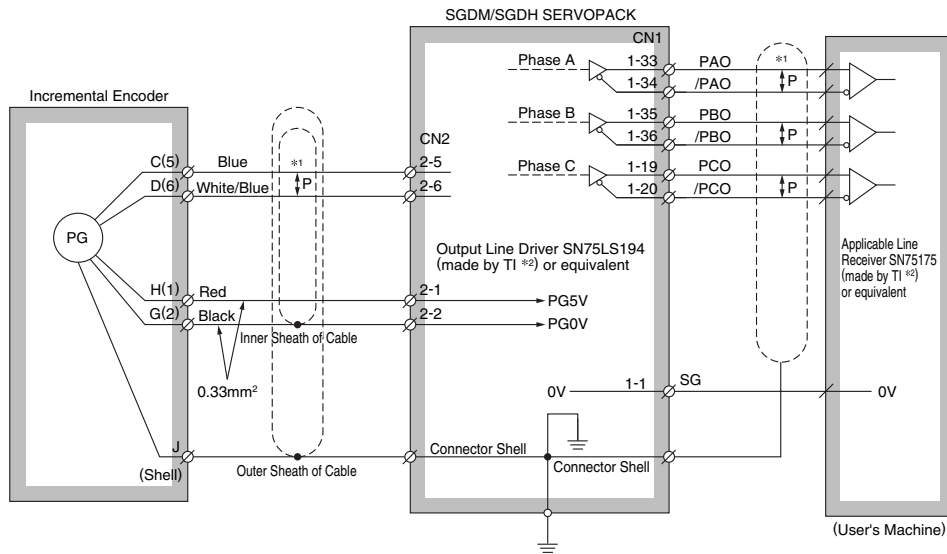 SGDM/SGDH SERVOPACK
CN1
Phase A
1-33
PAO
*1
1-34
/PAO
P
Phase B
1-35
PBO
1-36
/PBO
P
Phase C
1-19
PCO
1-20
/PCO
P
Incremental Encoder
CN2
C(5)
Blue
*1
2-5
D(6)
White/Blue
P
2-6
PG
Output Line Driver SN75LS194
(made by TI *2) or equivalent
Applicable Line
Receiver SN75175
(made by TI *2)
or equivalent
H(1)
Red
2-1
PG5V
G(2)
Black
2-2
PG0V
Inner Sheath of Cable
0.33mm2
0V
1-1
SG
0V
J
(Shell)
Outer Sheath of Cable
Connector Shell
Connector Shell
(User's Machine)